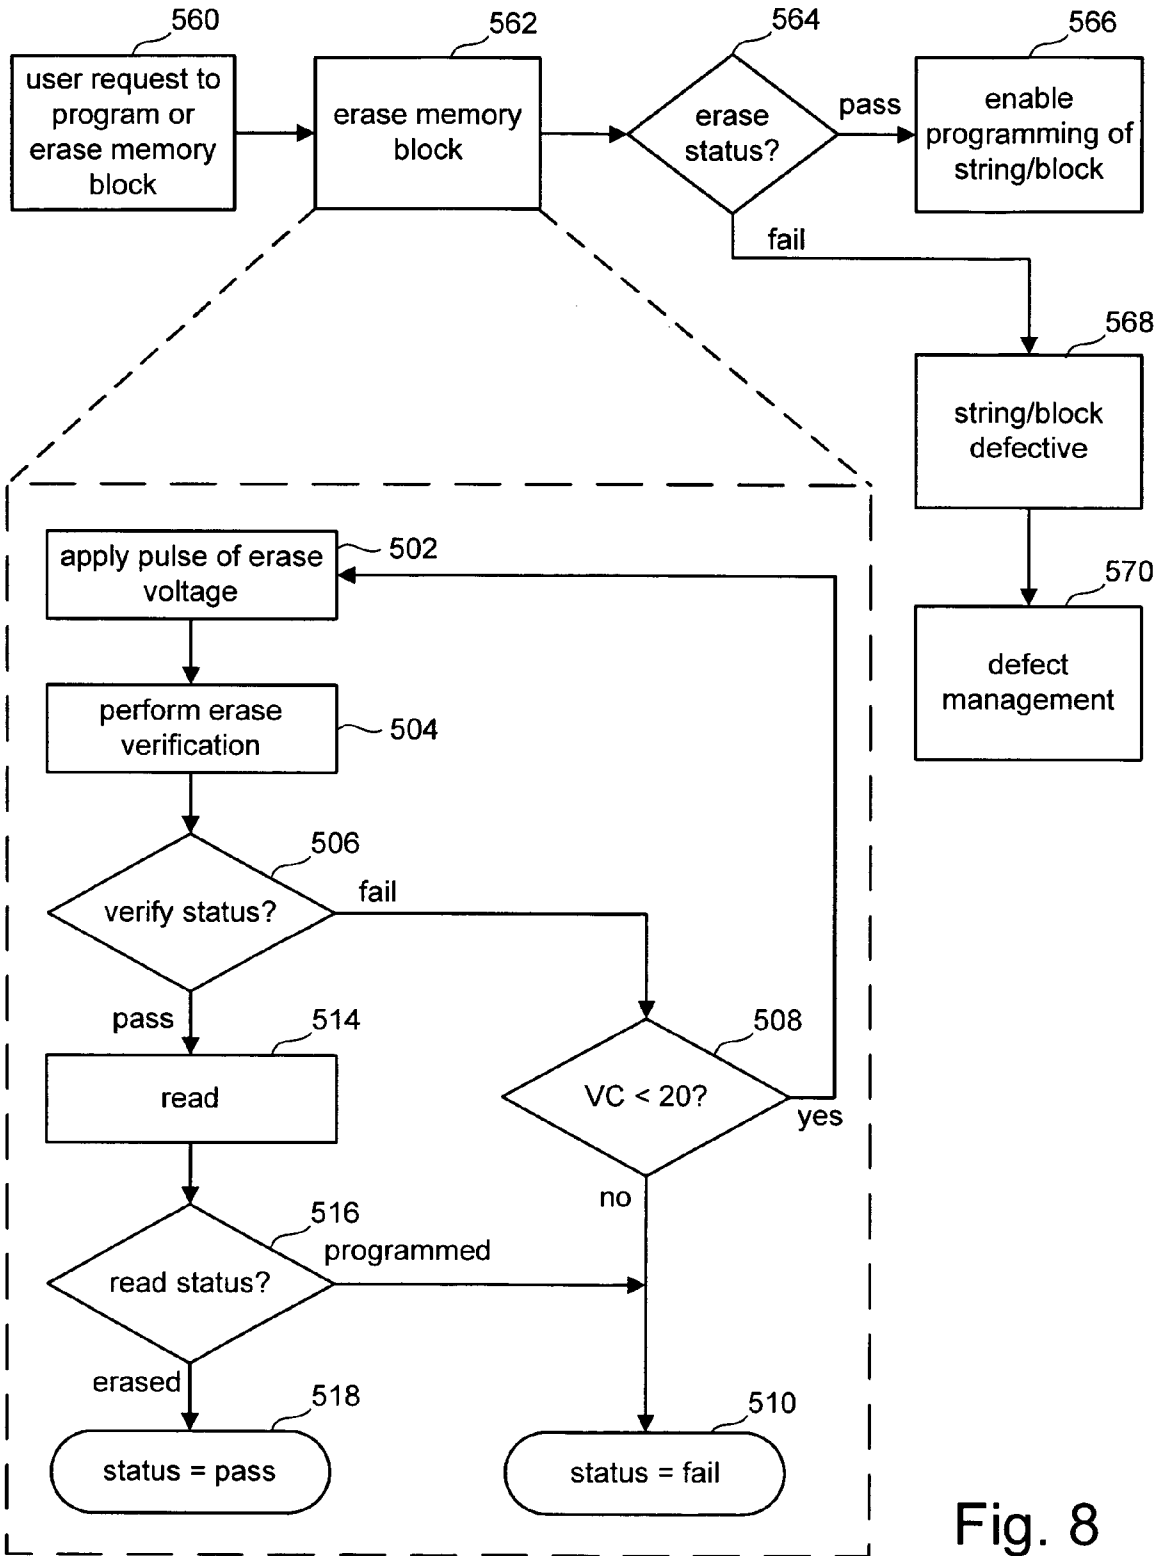 560
562
564
566
user request to
program or
erase memory
block
erase memory
block
erase
status?
pass
enable
programming of
string/block
fail
568
string/block
defective
570
defect
management
apply pulse of erase
voltage
502
perform erase
verification
504
506
verify status?
fail
pass
514
read
508
VC < 20?
yes
no
516
read status?
programmed
erased
518
status = pass
510
status = fail
Fig. 8